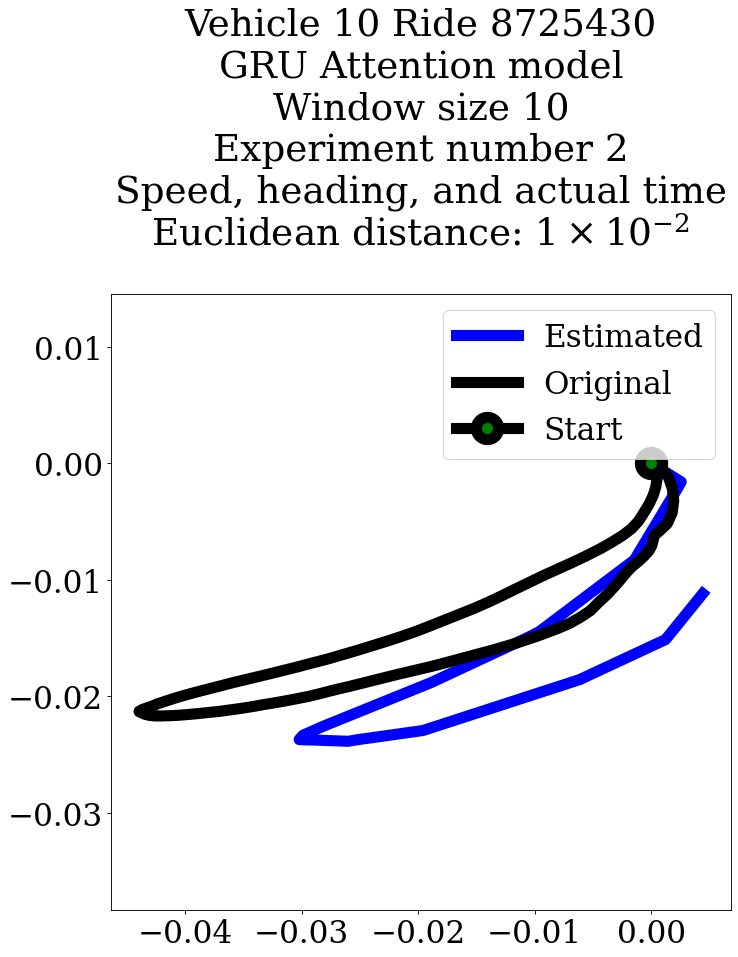 Vehicle 10 Ride 8725430
GRU Attention model
Window size 10
Experiment number 2
Speed, heading, and actual time
Euclidean distance: 1 × 10⁻²
Estimated
Original
Start
0.01
0.00
−0.01
−0.02
−0.03
−0.04 −0.03 −0.02 −0.01 0.00